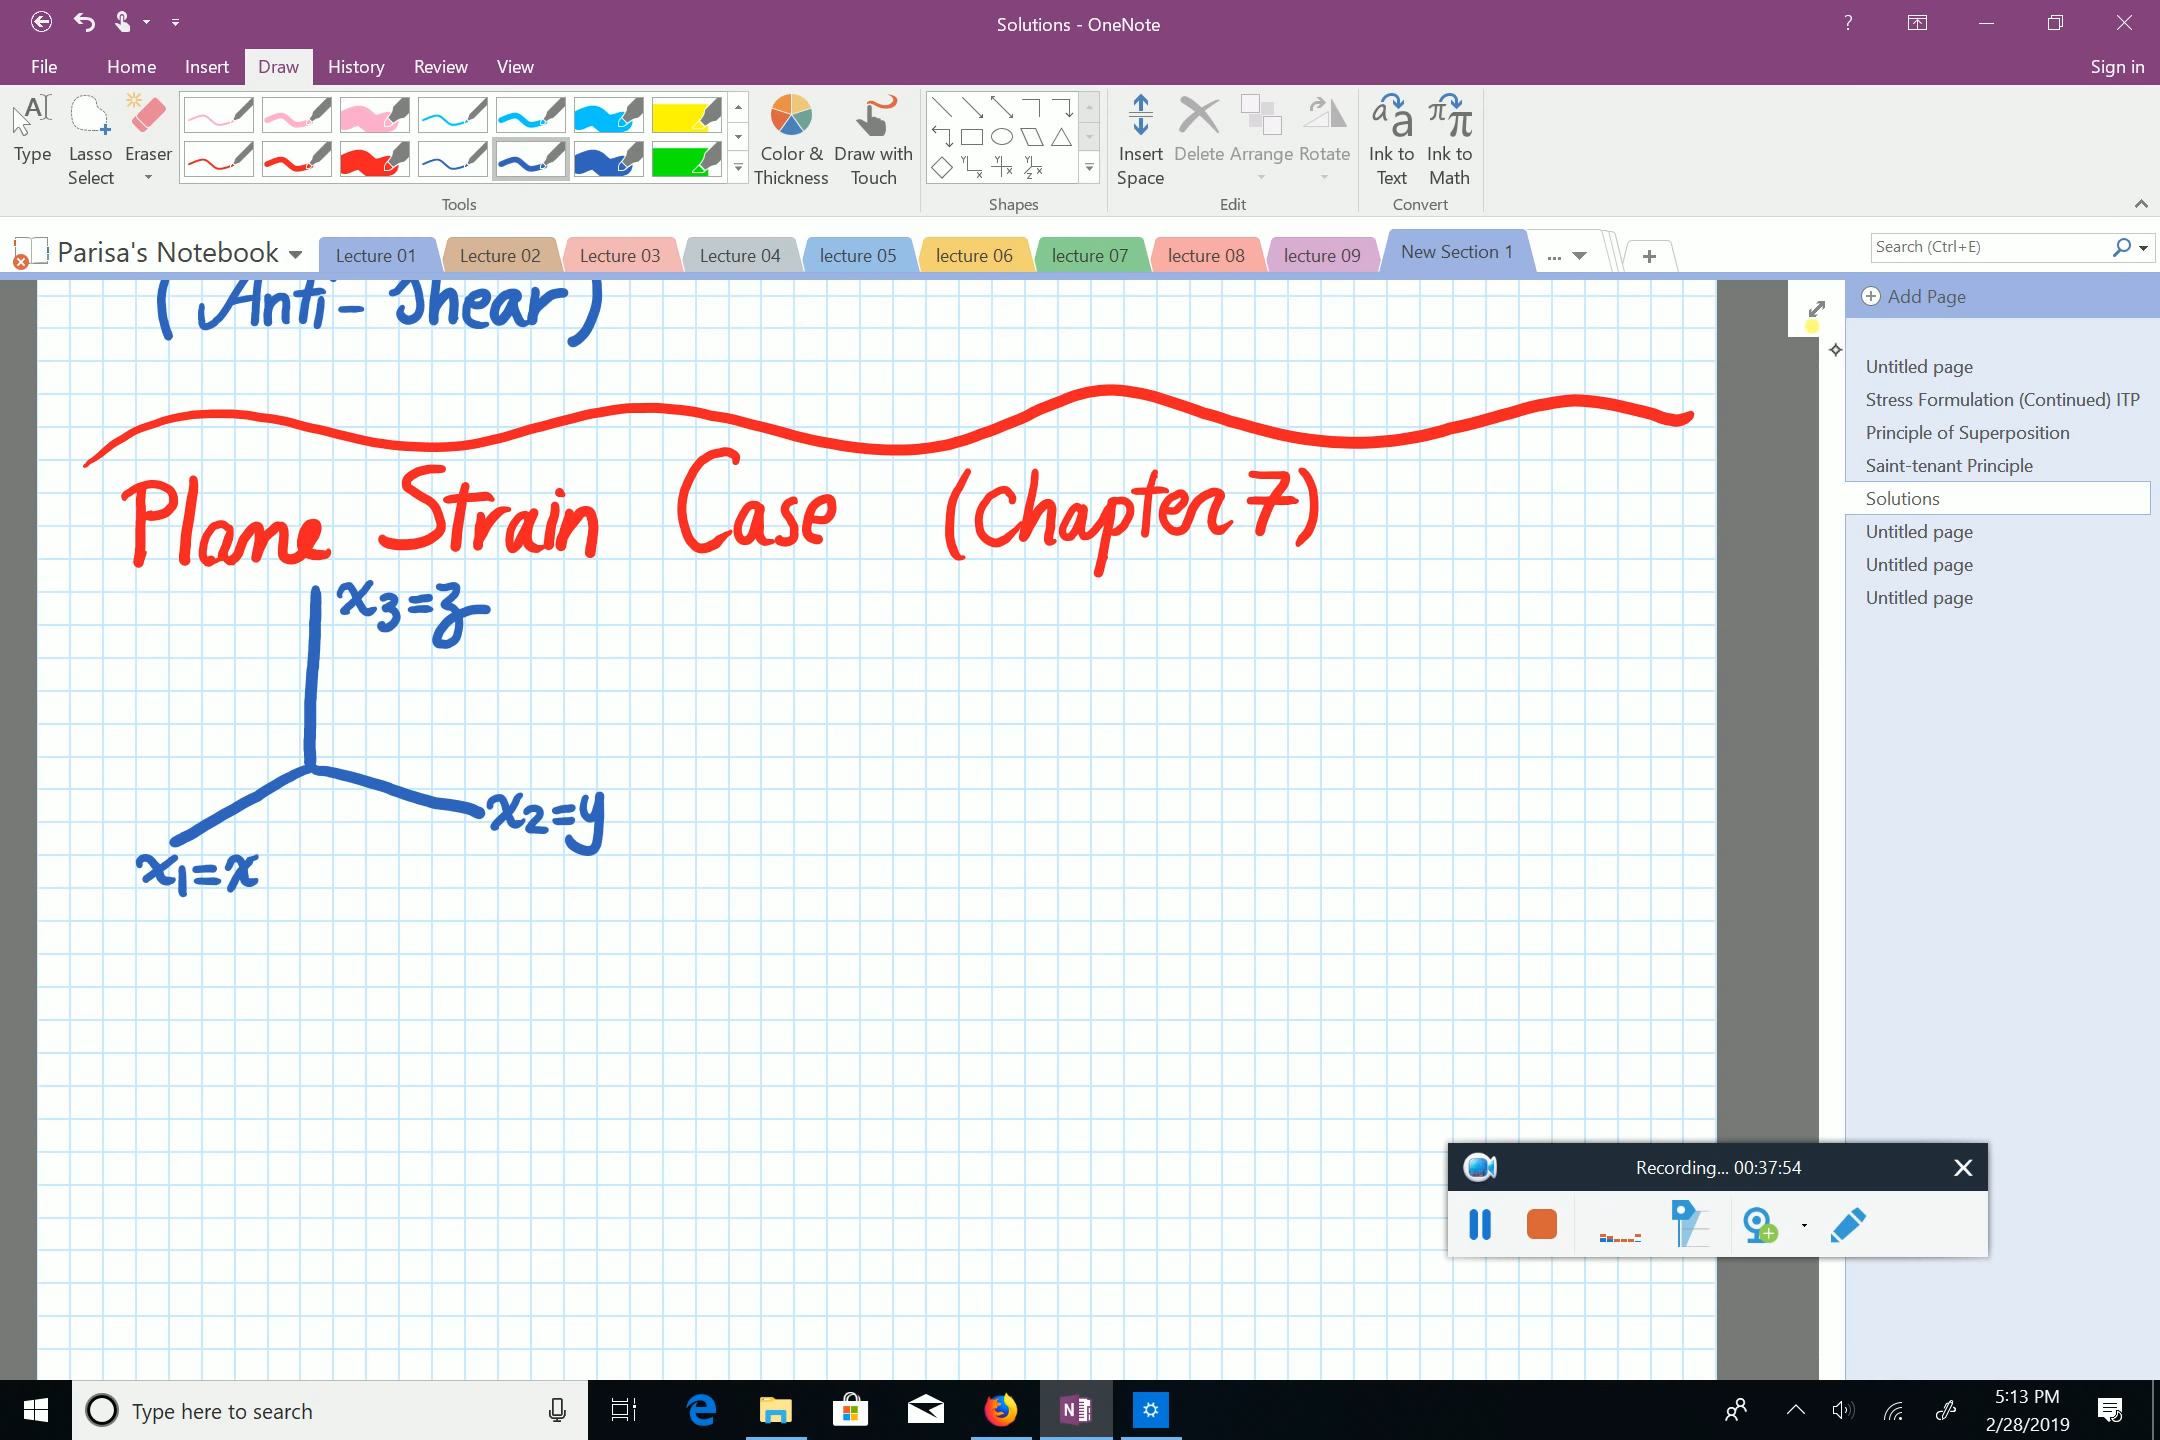 Solutions - OneNote
?
File Home Insert Draw History Review View Sign in
Type Lasso Select Eraser Color & Thickness Draw with Touch Insert Space Delete Arrange Rotate Ink to Text Ink to Math
Tools Shapes Edit Convert
Parisa's Notebook Lecture 01 Lecture 02 Lecture 03 Lecture 04 lecture 05 lecture 06 lecture 07 lecture 08 lecture 09 New Section 1 ... + Search (Ctrl+E)
(Anti-Shear)
Plane Strain Case (Chapter 7)
x3=z
x2=y
x1=x
Add Page
Untitled page
Stress Formulation (Continued) ITP
Principle of Superposition
Saint-tenant Principle
Solutions
Untitled page
Untitled page
Untitled page
Recording... 00:37:54
Type here to search
5:13 PM
2/28/2019